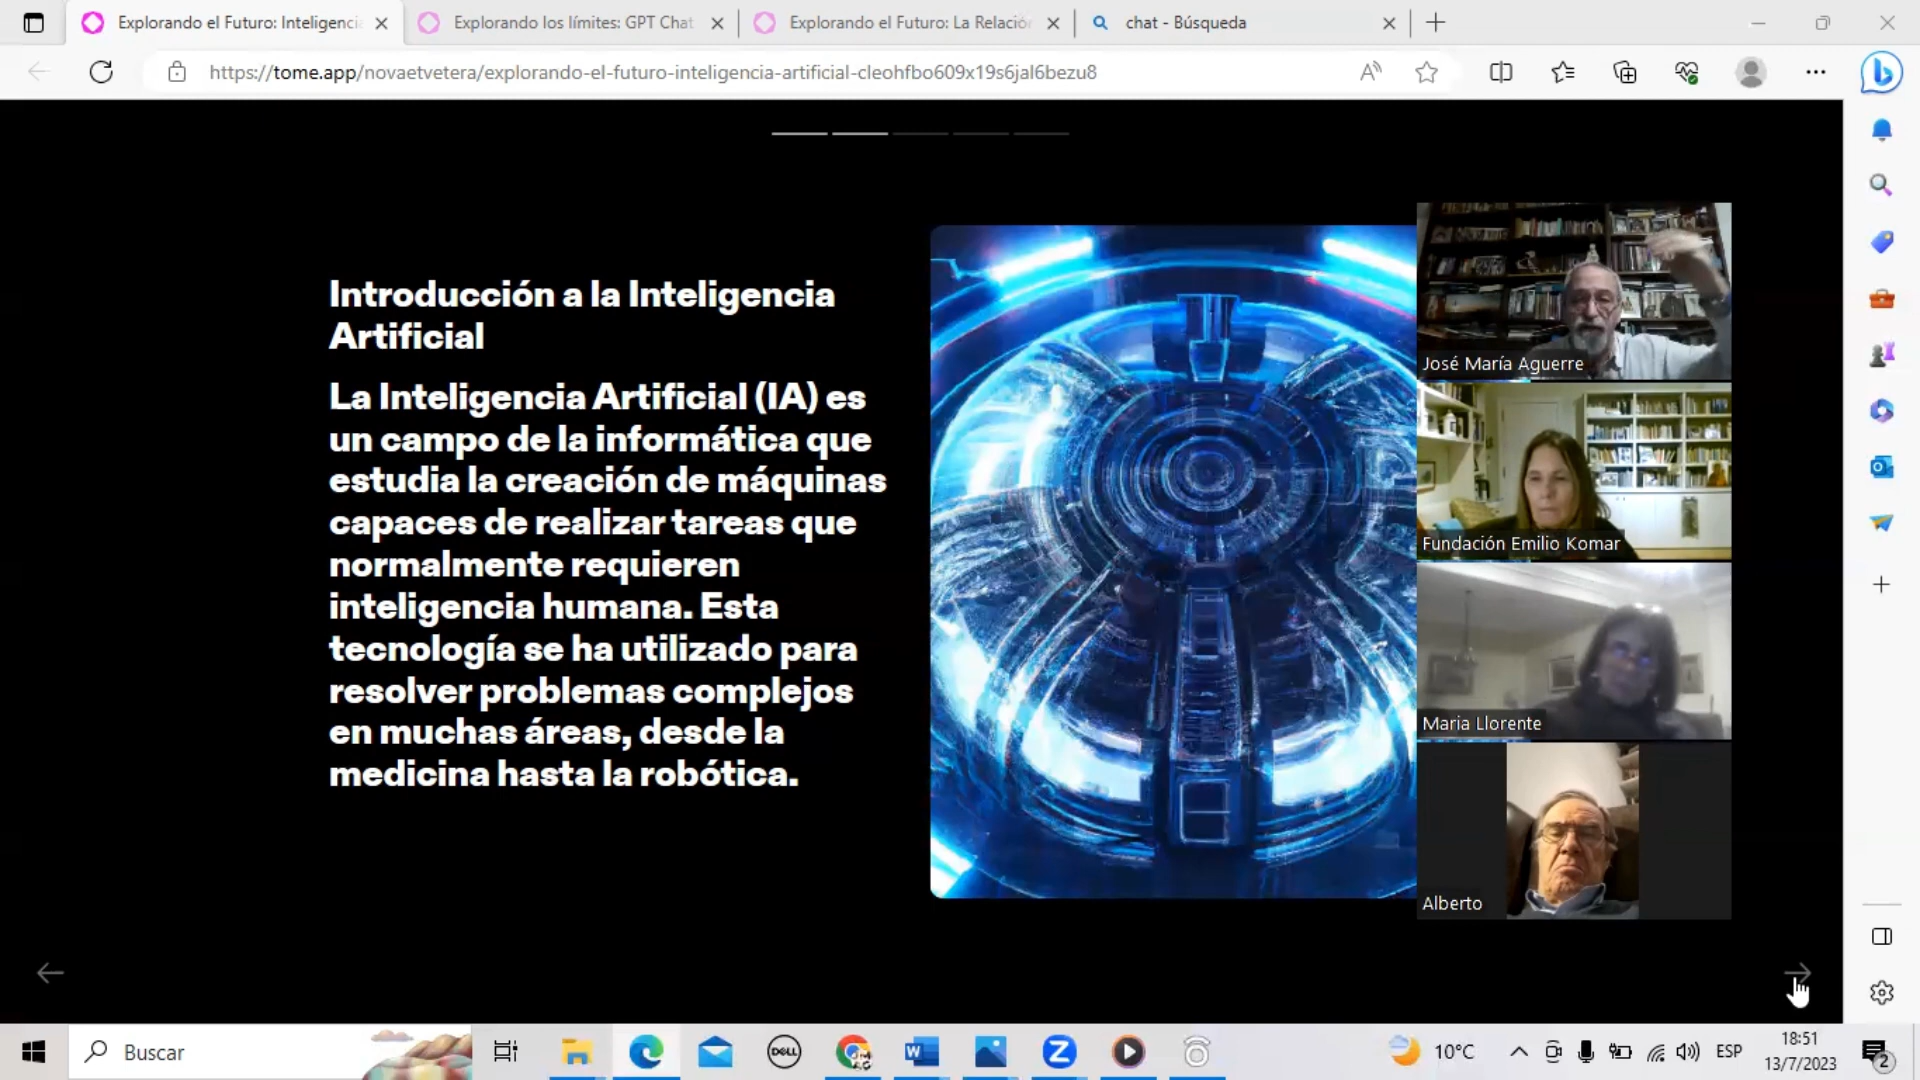 Explorando el Futuro: Inteligencia
Explorando los límites: GPT Chat
Explorando el Futuro: La Relación
chat - Búsqueda
https://tome.app/novaetvetera/explorando-el-futuro-inteligencia-artificial-cleohfbo609x19s6jal6bezu8
Introducción a la Inteligencia
Artificial
La Inteligencia Artificial (IA) es
un campo de la informática que
estudia la creación de máquinas
capaces de realizar tareas que
normalmente requieren
inteligencia humana. Esta
tecnología se ha utilizado para
resolver problemas complejos
en muchas áreas, desde la
medicina hasta la robótica.
José María Aguerre
Fundación Emilio Komar
Maria Llorente
Alberto
Buscar
DELL
10°C
ESP
18:51
13/7/2023
2